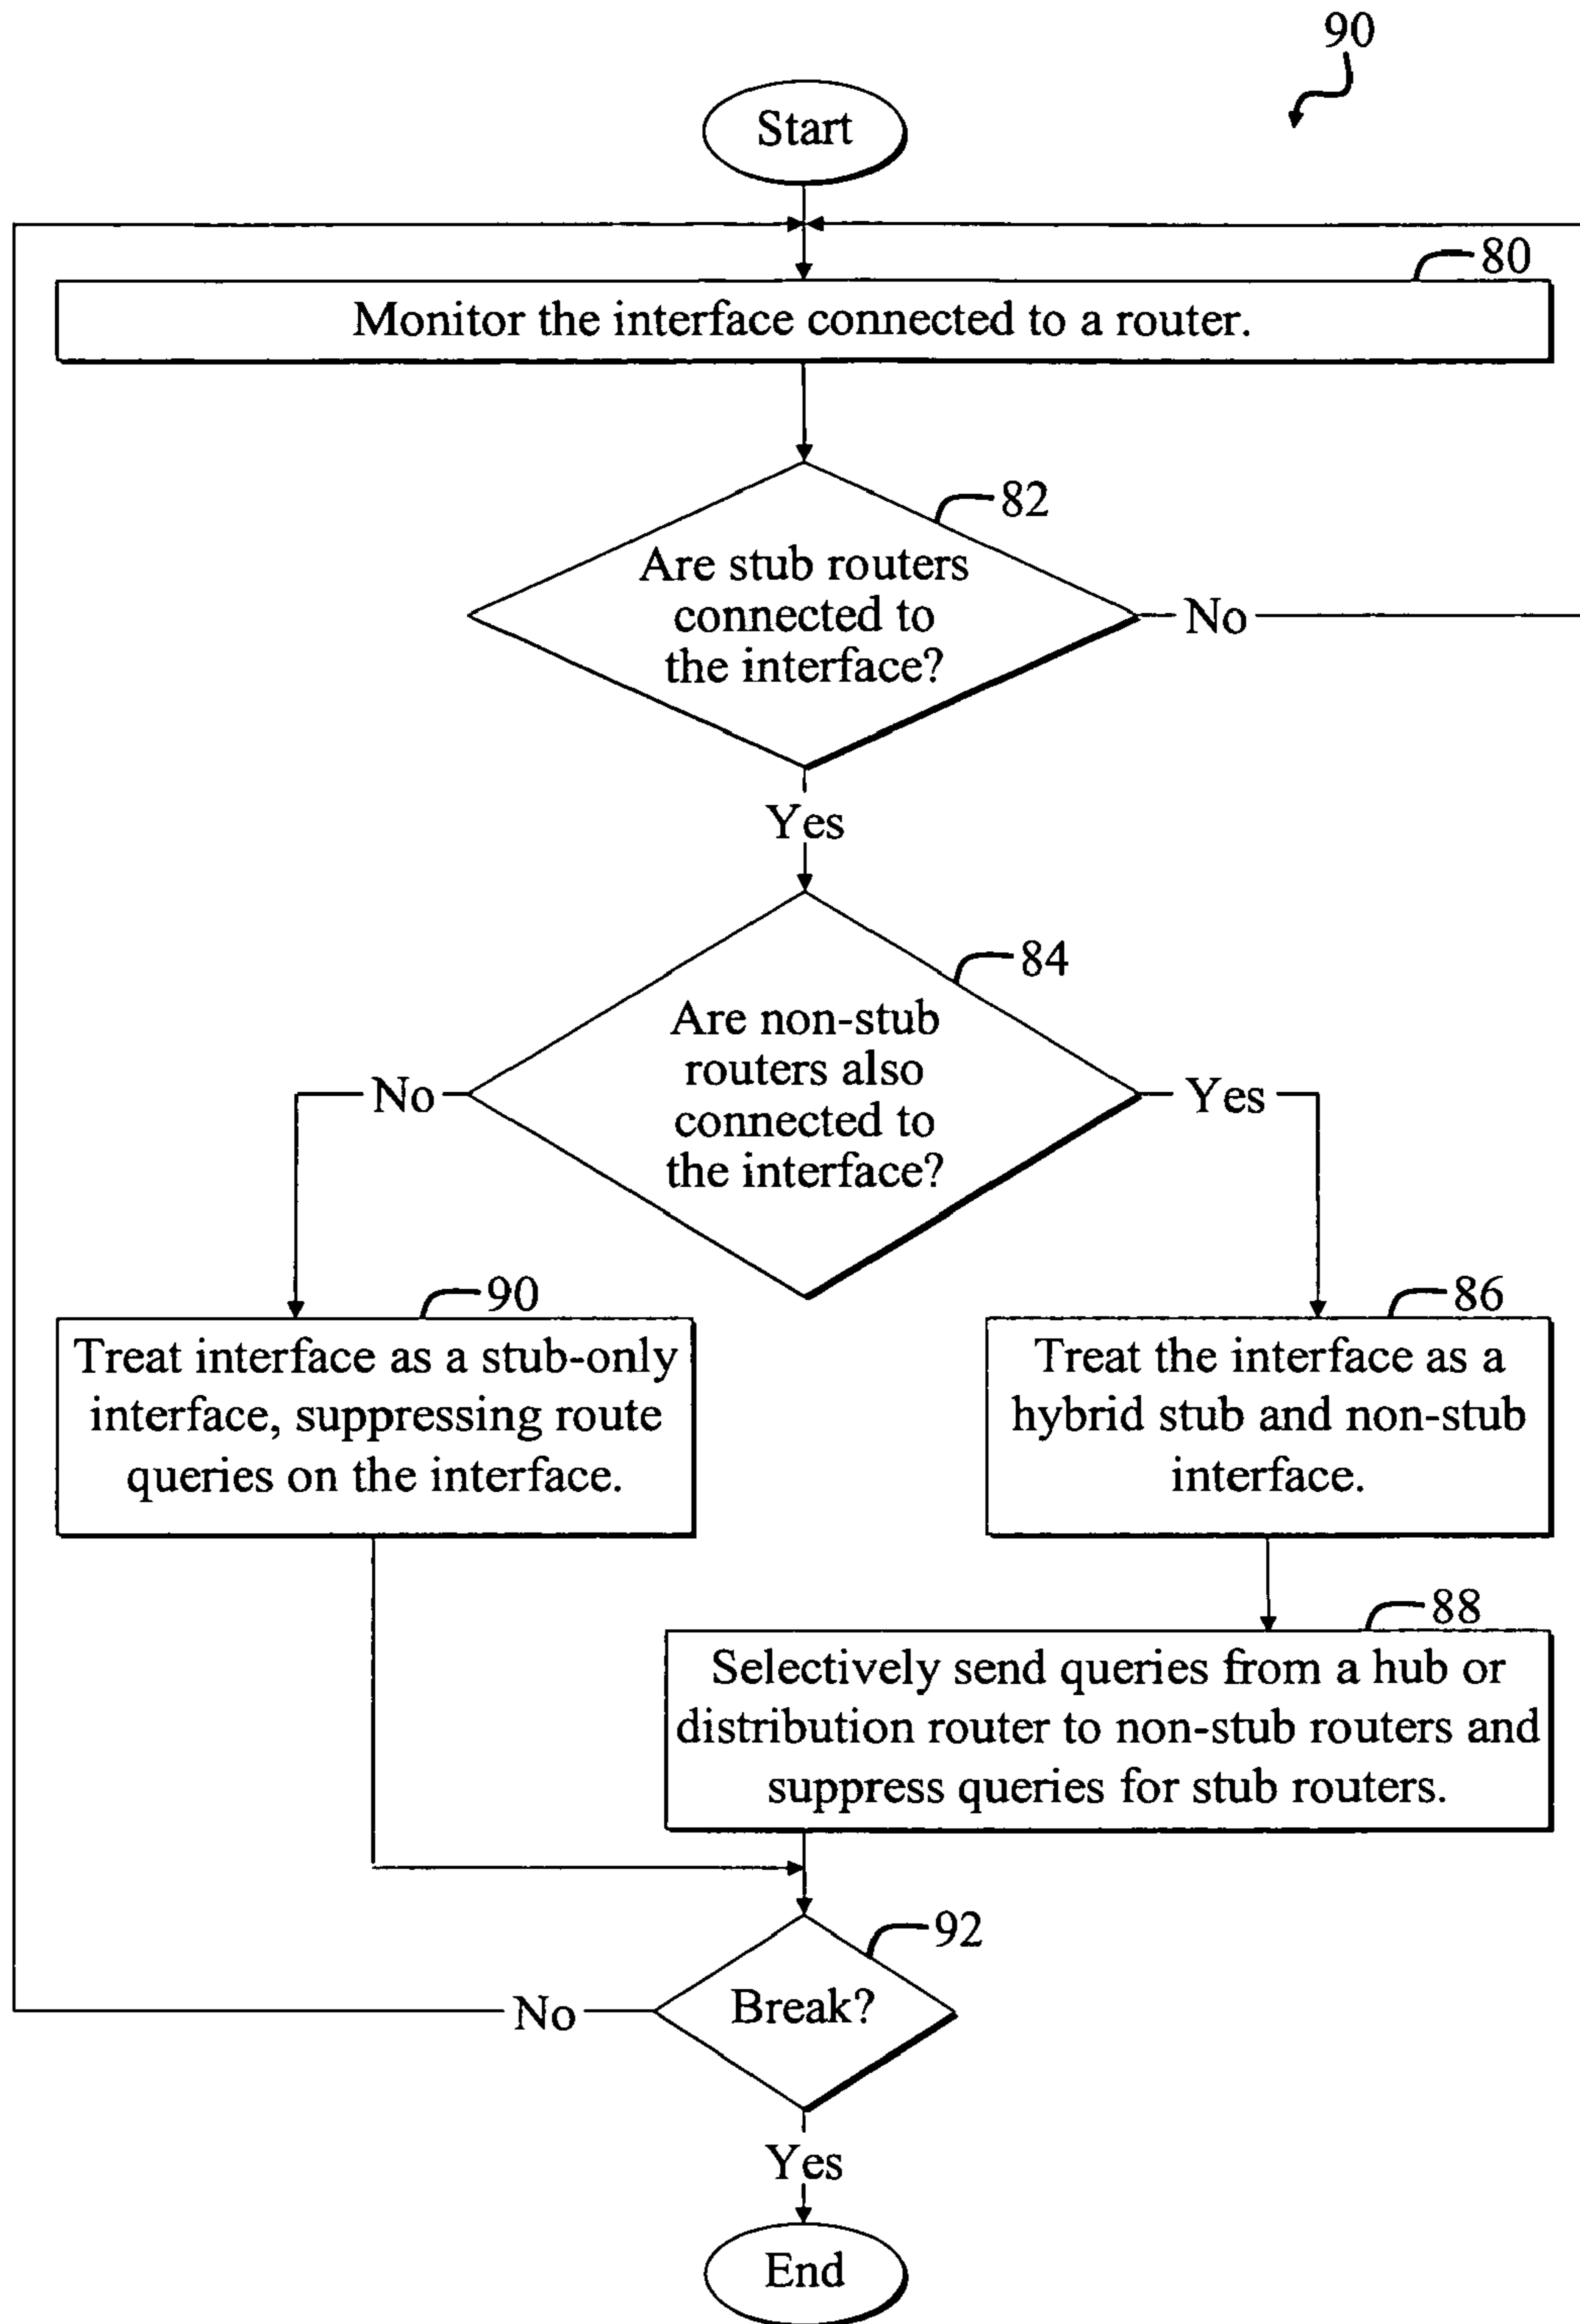 90
Start
80
Monitor the interface connected to a router.
82
Are stub routers
connected to
the interface?
No
Yes
84
Are non-stub
routers also
connected to
the interface?
No
Yes
90
Treat interface as a stub-only
interface, suppressing route
queries on the interface.
86
Treat the interface as a
hybrid stub and non-stub
interface.
88
Selectively send queries from a hub or
distribution router to non-stub routers and
suppress queries for stub routers.
92
Break?
No
Yes
End